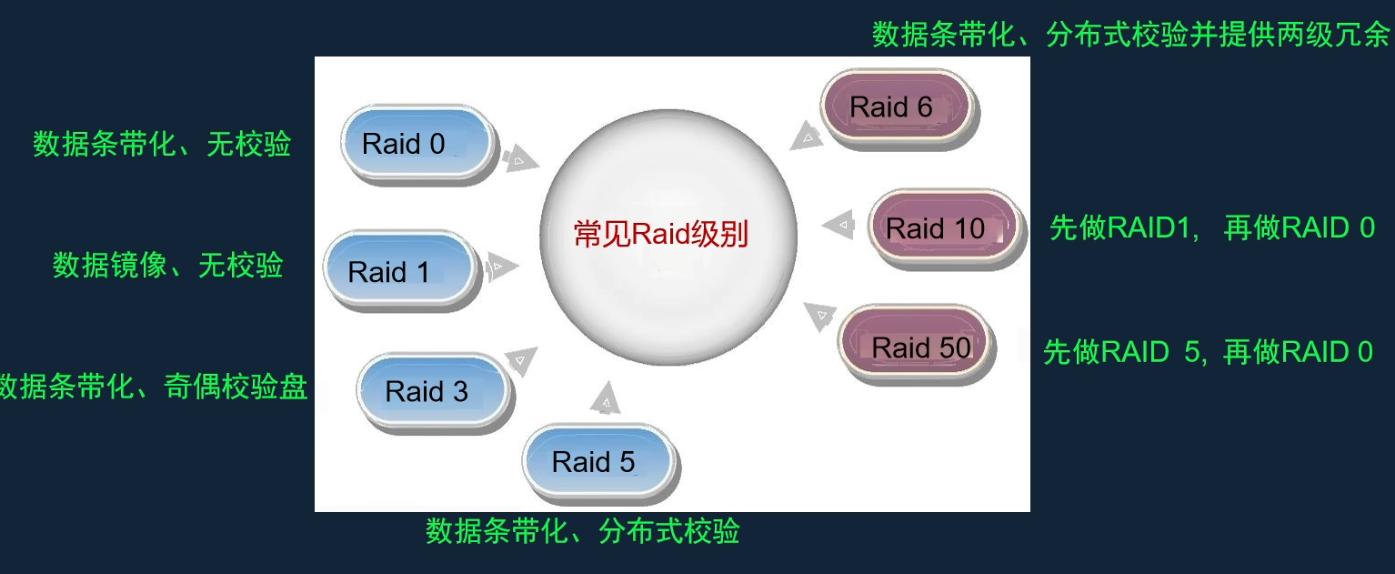 数据条带化、分布式校验并提供两级冗余
Raid 6
数据条带化、无校验
Raid 0
常见Raid级别
Raid 10
先做RAID1, 再做RAID 0
数据镜像、无校验
Raid 1
Raid 50
先做RAID 5, 再做RAID 0
数据条带化、奇偶校验盘
Raid 3
Raid 5
数据条带化、分布式校验